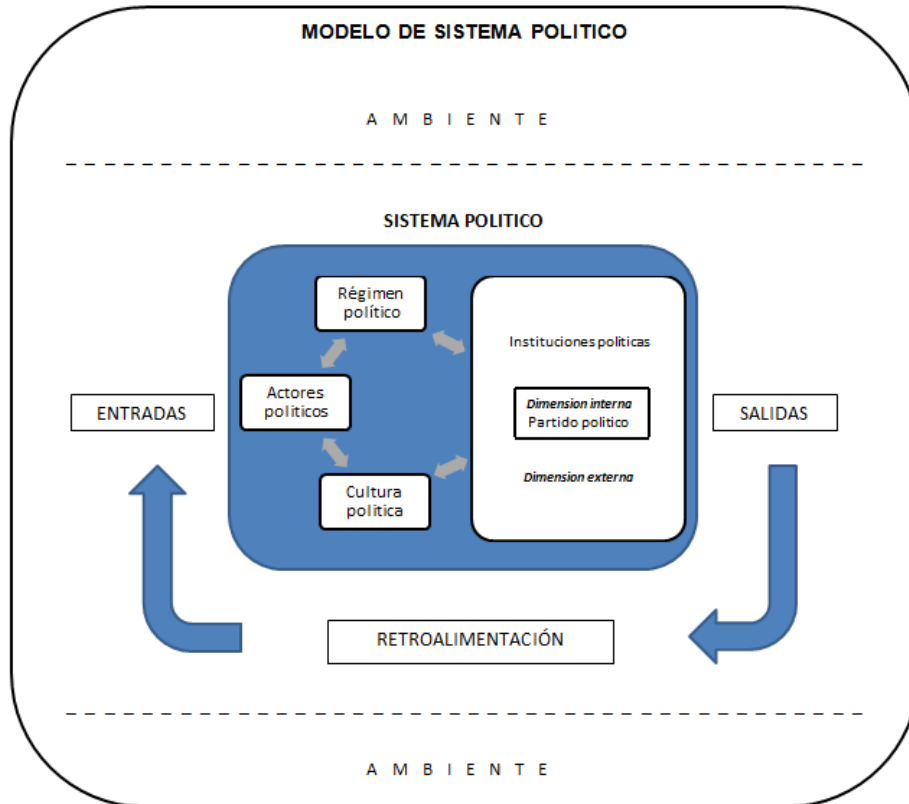 MODELO DE SISTEMA POLITICO
A M B I E N T E
SISTEMA POLITICO
Régimen
político
Instituciones politicas
Actores
politicos
Dimension interna
Partido politico
ENTRADAS
SALIDAS
Dimension externa
Cultura
politica
RETROALIMENTACIÓN
A M B I E N T E